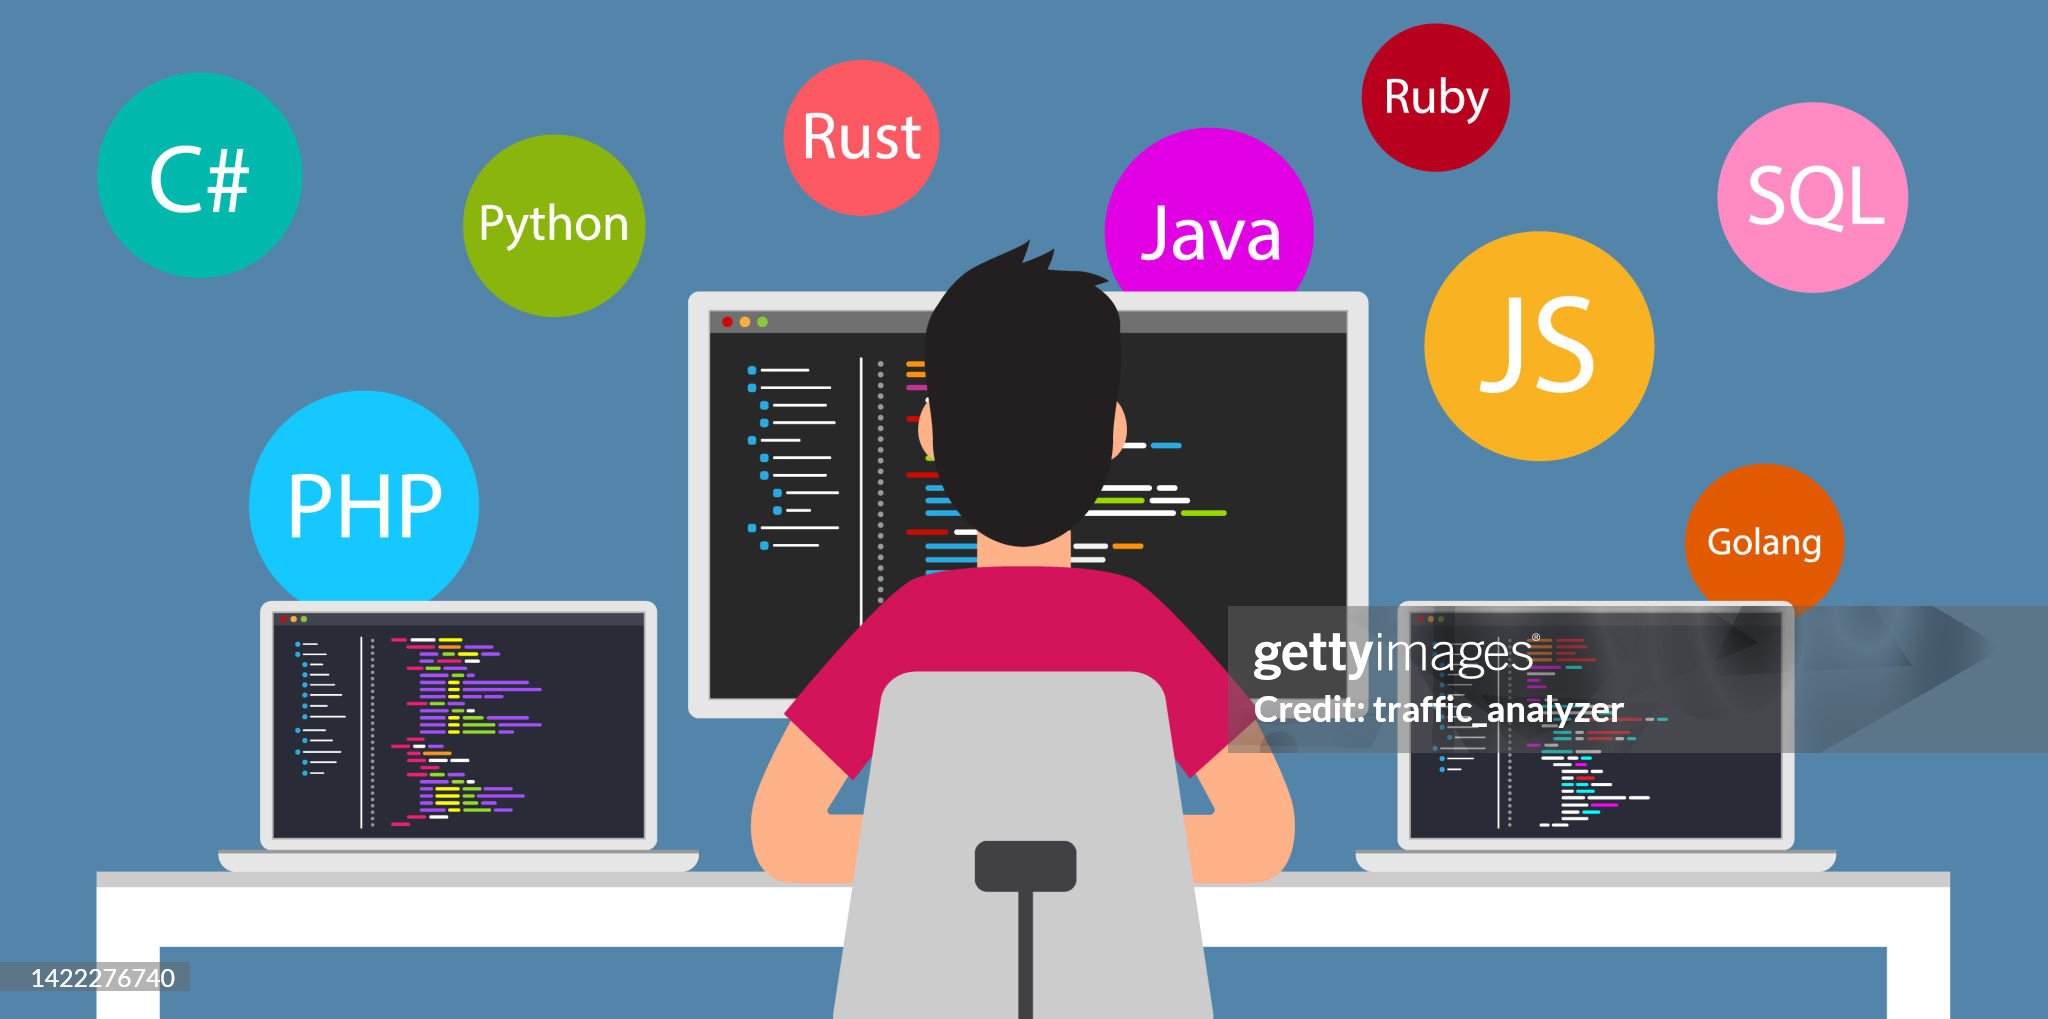 C#
Python
Rust
Java
Ruby
SQL
JS
PHP
Golang
gettyimages®
Credit: traffic_analyzer
1422276740